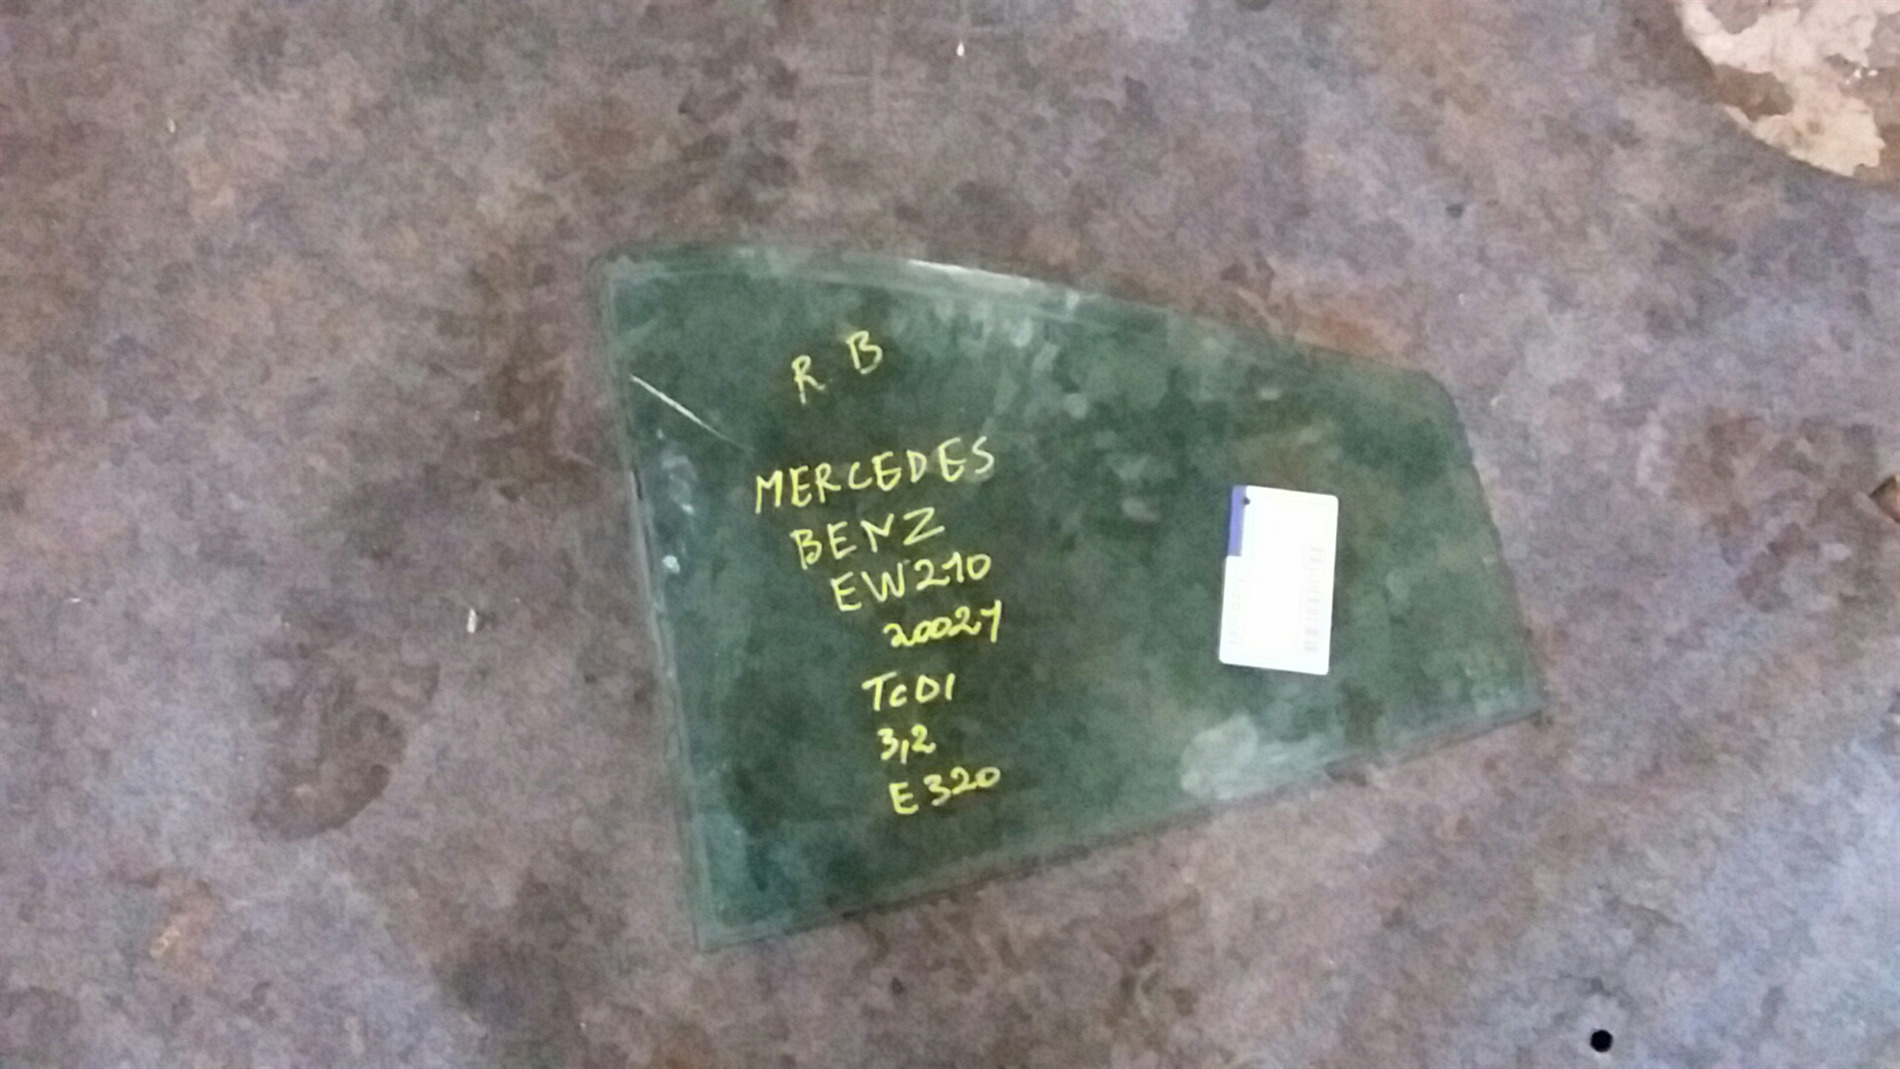 R B
MERCEDES
BENZ
EW210
2002Y
TCDI
3,2
E320